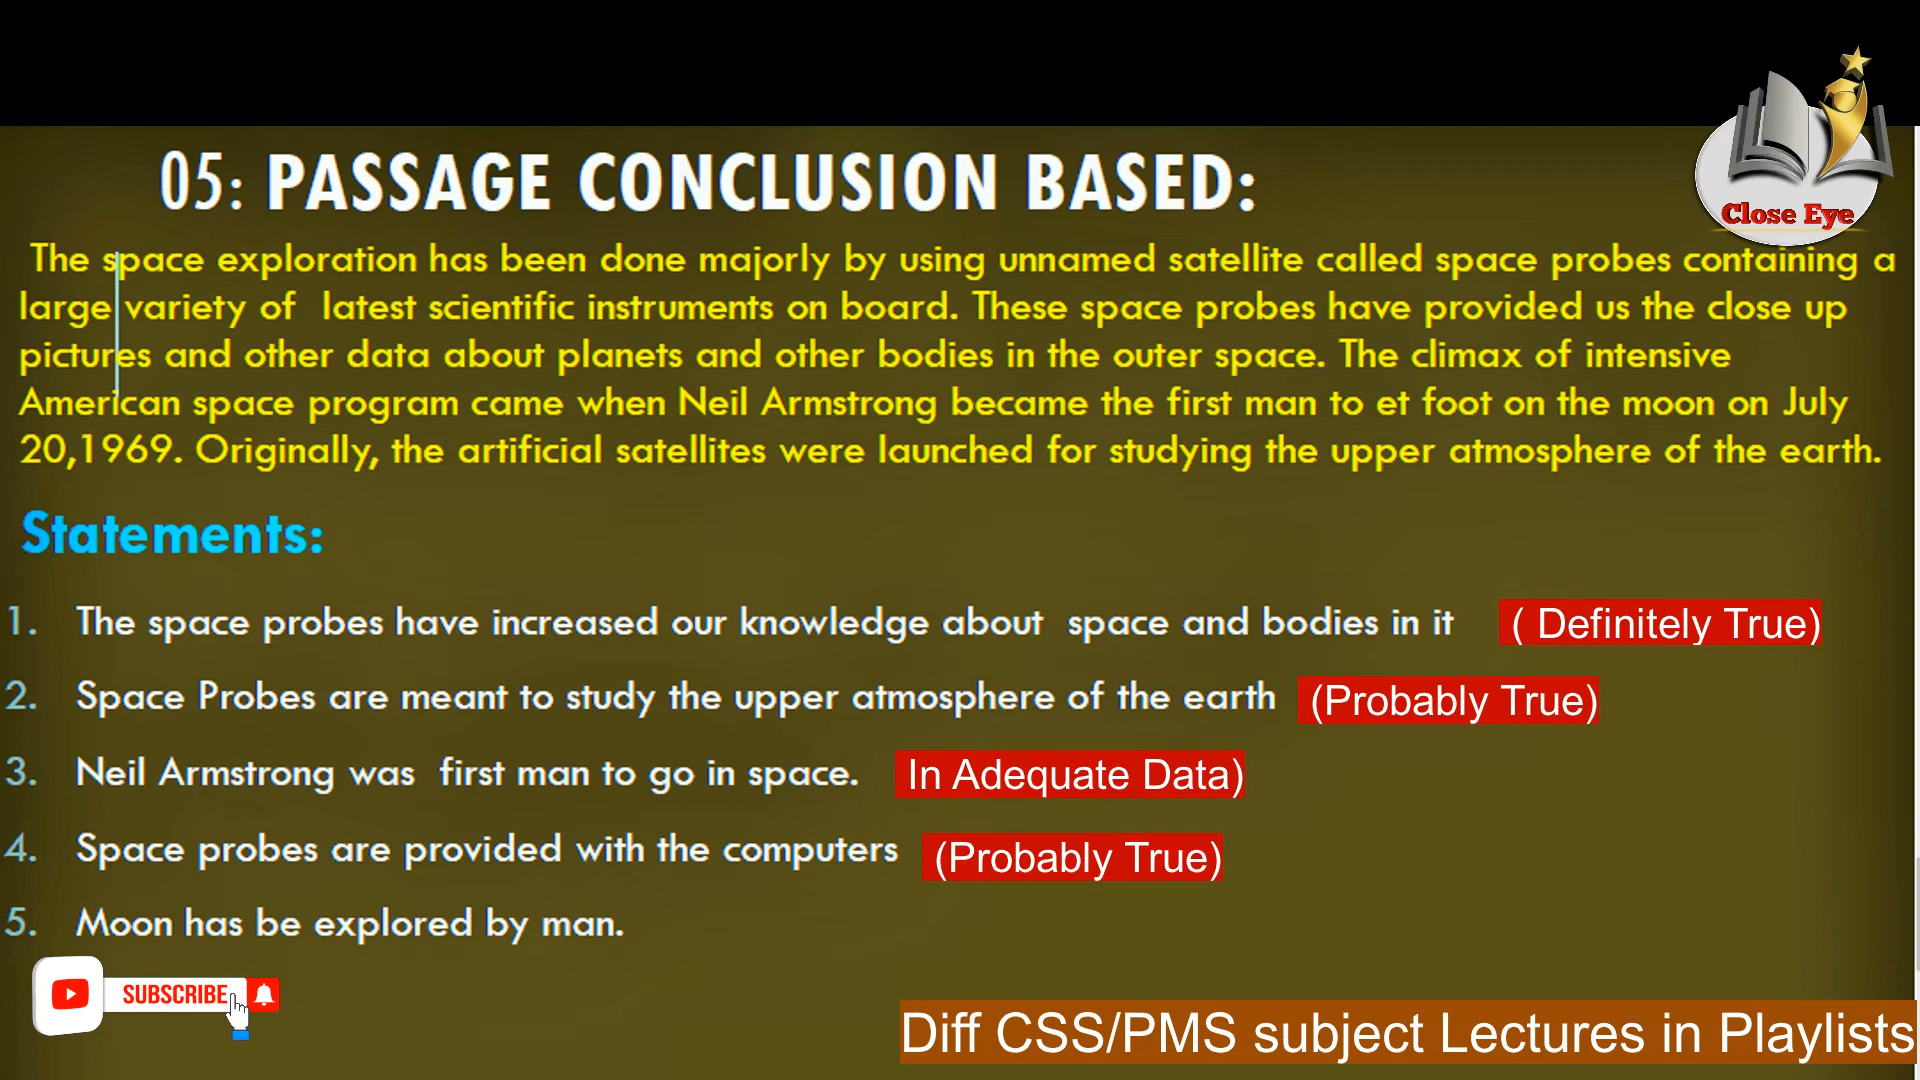 05: PASSAGE CONCLUSION BASED:
Close Eye
The space exploration has been done majorly by using unnamed satellite called space probes containing a
large variety of latest scientific instruments on board. These space probes have provided us the close up
pictures and other data about planets and other bodies in the outer space. The climax of intensive
American space program came when Neil Armstrong became the first man to et foot on the moon on July
20,1969. Originally, the artificial satellites were launched for studying the upper atmosphere of the earth.
Statements:
1. The space probes have increased our knowledge about space and bodies in it ( Definitely True)
2. Space Probes are meant to study the upper atmosphere of the earth (Probably True)
3. Neil Armstrong was first man to go in space. In Adequate Data)
4. Space probes are provided with the computers (Probably True)
5. Moon has be explored by man.
SUBSCRIBE
Diff CSS/PMS subject Lectures in Playlists